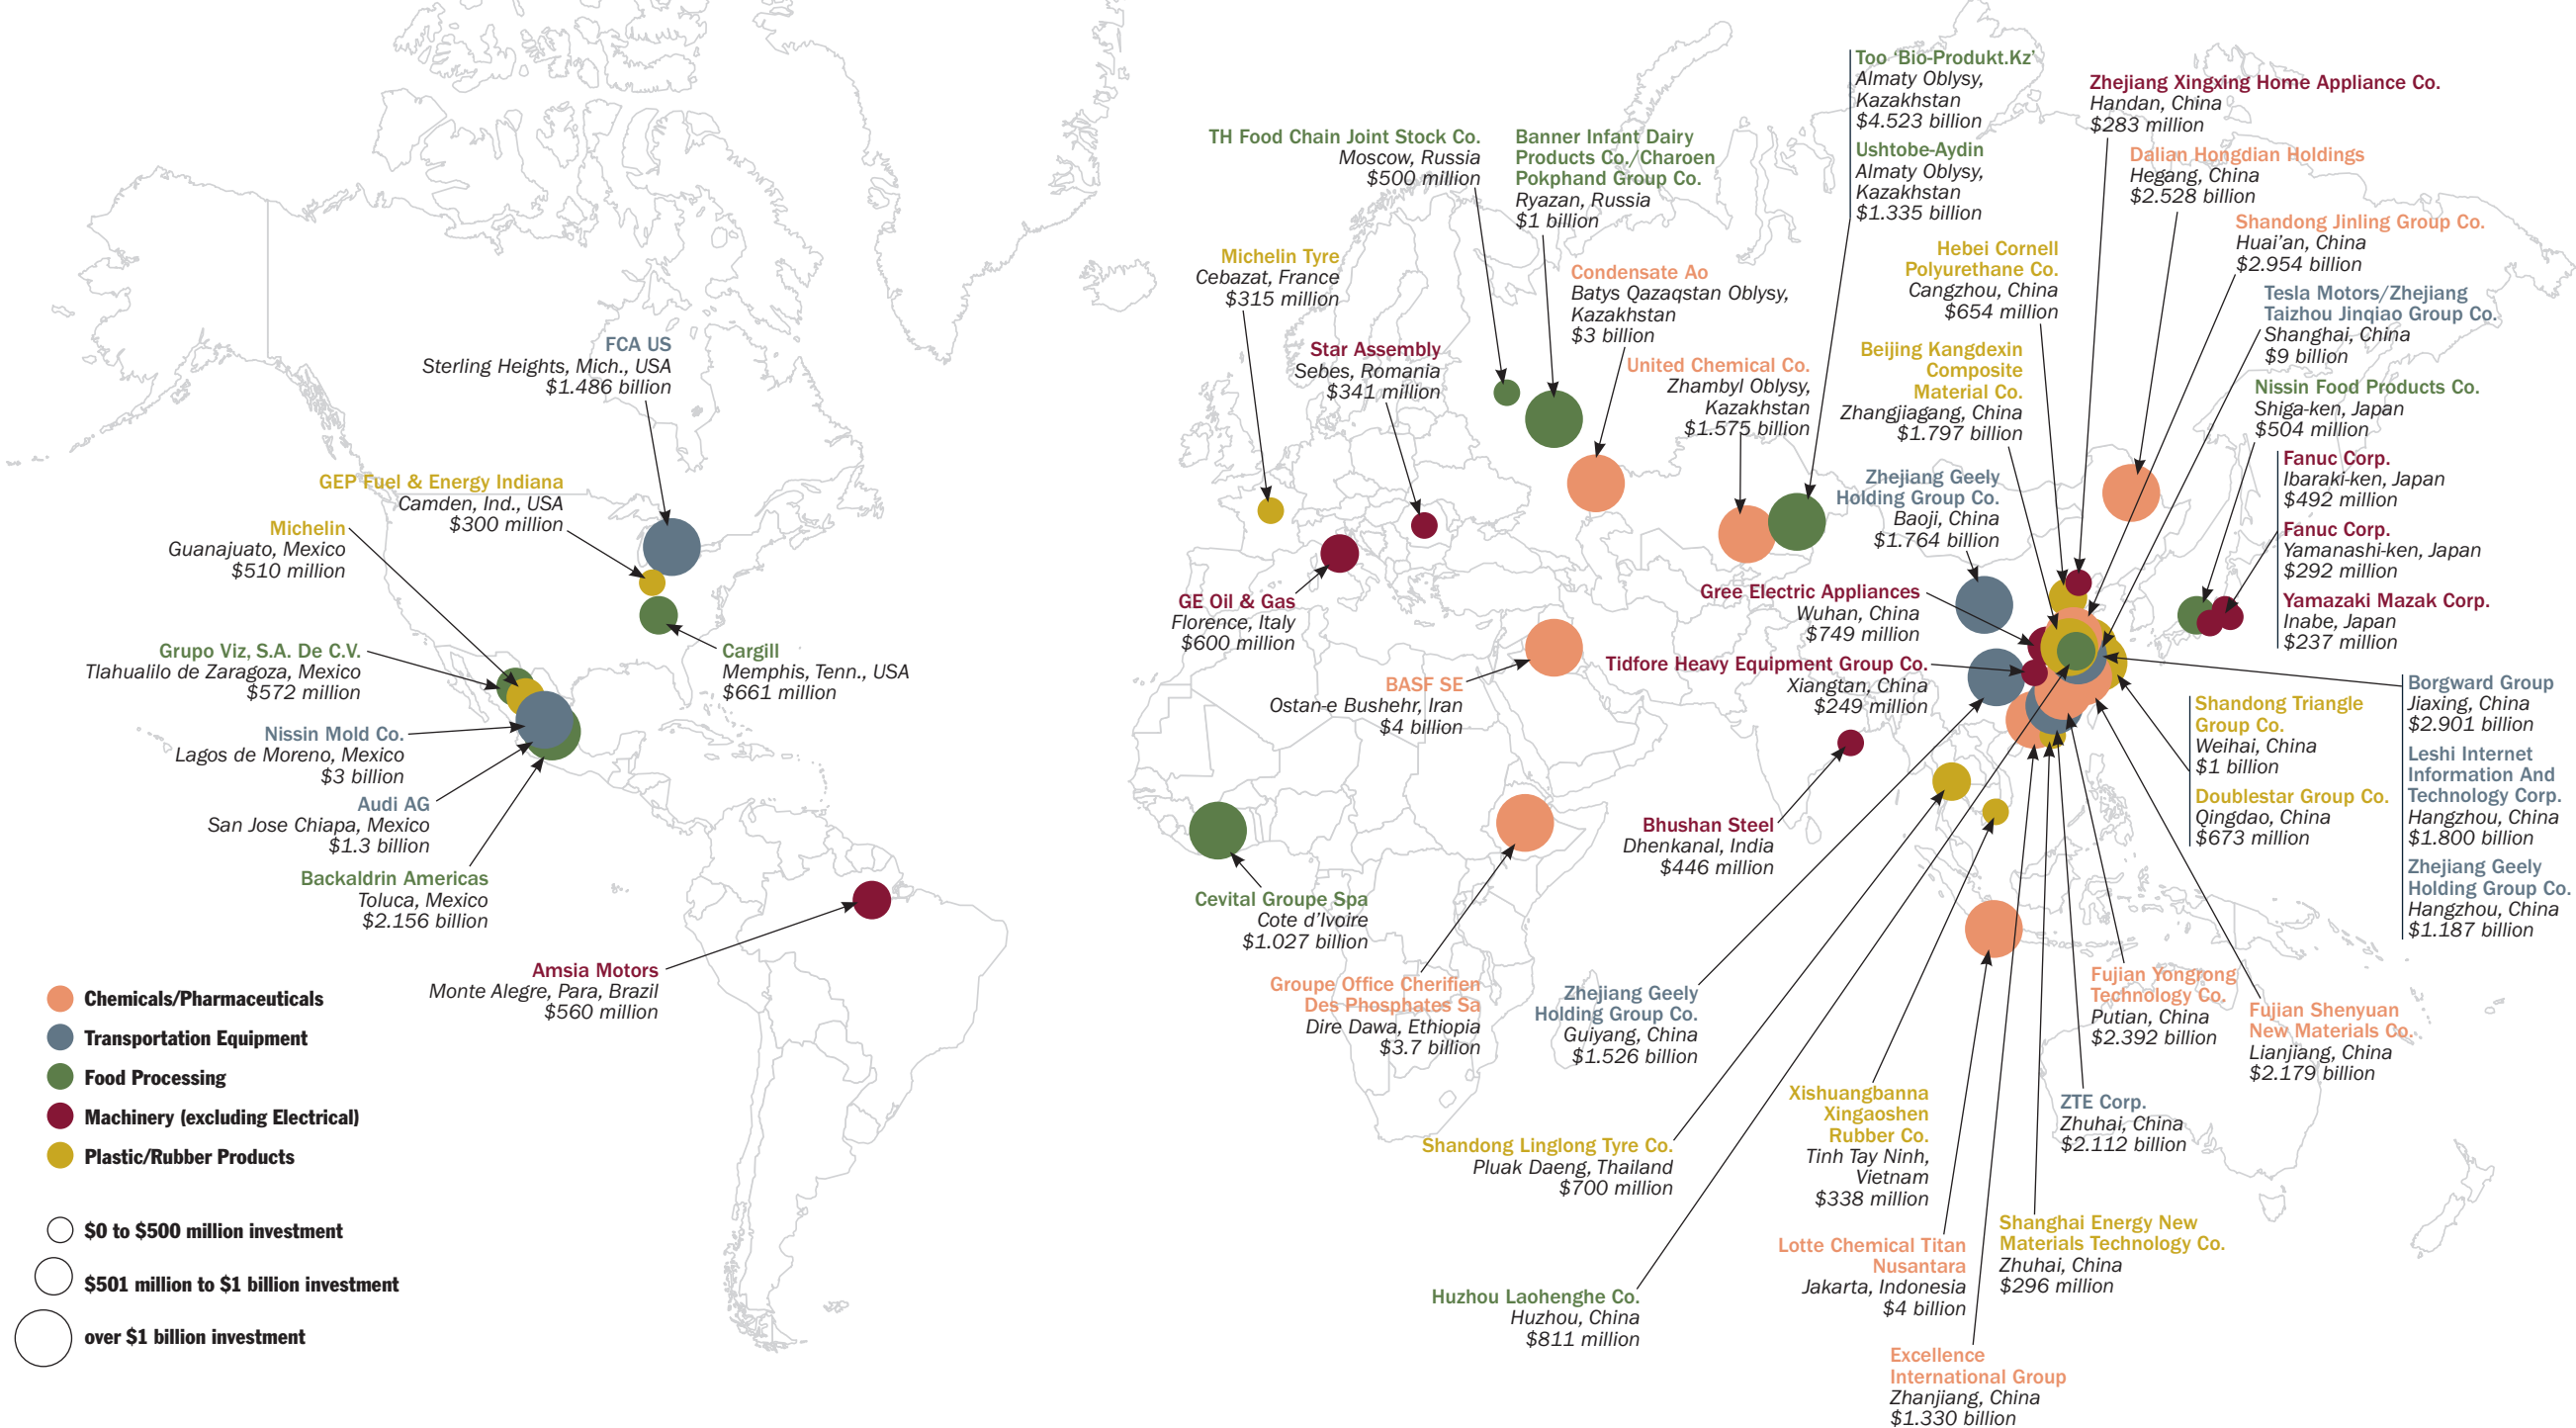 FCA US
Sterling Heights, Mich., USA
$1.486 billion
GEP Fuel & Energy Indiana
Camden, Ind., USA
$300 million
Michelin
Guanajuato, Mexico
$510 million
Grupo Viz, S.A. De C.V.
Tlahualilo de Zaragoza, Mexico
$572 million
Cargill
Memphis, Tenn., USA
$661 million
Nissin Mold Co.
Lagos de Moreno, Mexico
$3 billion
Audi AG
San Jose Chiapa, Mexico
$1.3 billion
Backaldrin Americas
Toluca, Mexico
$2.156 billion
Amsia Motors
Monte Alegre, Para, Brazil
$560 million
Chemicals/Pharmaceuticals
Transportation Equipment
Food Processing
Machinery (excluding Electrical)
Plastic/Rubber Products
$0 to $500 million investment
$501 million to $1 billion investment
over $1 billion investment
TH Food Chain Joint Stock Co.
Moscow, Russia
$500 million
Banner Infant Dairy
Products Co./Charoen
Pokphand Group Co.
Ryazan, Russia
$1 billion
Michelin Tyre
Cebazat, France
$315 million
Star Assembly
Sebes, Romania
$341 million
Condensate Ao
Batys Qazaqstan Oblysy,
Kazakhstan
$3 billion
United Chemical Co.
Zhambyl Oblysy,
Kazakhstan
$1.575 billion
Too ‘Bio-Produkt.Kz’
Almaty Oblysy,
Kazakhstan
$4.523 billion
Ushtobe-Aydin
Almaty Oblysy,
Kazakhstan
$1.335 billion
Zhejiang Xingxing Home Appliance Co.
Handan, China
$283 million
Dalian Hongdian Holdings
Hegang, China
$2.528 billion
Shandong Jinling Group Co.
Huai’an, China
$2.954 billion
Hebei Cornell
Polyurethane Co.
Cangzhou, China
$654 million
Tesla Motors/Zhejiang
Taizhou Jinqiao Group Co.
Shanghai, China
$9 billion
Beijing Kangdexin
Composite
Material Co.
Zhangjiagang, China
$1.797 billion
Nissin Food Products Co.
Shiga-ken, Japan
$504 million
Fanuc Corp.
Ibaraki-ken, Japan
$492 million
Fanuc Corp.
Yamanashi-ken, Japan
$292 million
Yamazaki Mazak Corp.
Inabe, Japan
$237 million
Zhejiang Geely
Holding Group Co.
Baoji, China
$1.764 billion
GE Oil & Gas
Florence, Italy
$600 million
Gree Electric Appliances
Wuhan, China
$749 million
Tidfore Heavy Equipment Group Co.
Xiangtan, China
$249 million
BASF SE
Ostan-e Bushehr, Iran
$4 billion
Shandong Triangle
Group Co.
Weihai, China
$1 billion
Doublestar Group Co.
Qingdao, China
$673 million
Borgward Group
Jiaxing, China
$2.901 billion
Leshi Internet
Information And
Technology Corp.
Hangzhou, China
$1.800 billion
Zhejiang Geely
Holding Group Co.
Hangzhou, China
$1.187 billion
Bhushan Steel
Dhenkanal, India
$446 million
Cevital Groupe Spa
Cote d’Ivoire
$1.027 billion
Groupe Office Cherifien
Des Phosphates Sa
Dire Dawa, Ethiopia
$3.7 billion
Zhejiang Geely
Holding Group Co.
Guiyang, China
$1.526 billion
Fujian Yongrong
Technology Co.
Putian, China
$2.392 billion
Fujian Shenyuan
New Materials Co.
Lianjiang, China
$2.179 billion
Xishuangbanna
Xingaoshen
Rubber Co.
Tinh Tay Ninh,
Vietnam
$338 million
ZTE Corp.
Zhuhai, China
$2.112 billion
Shandong Linglong Tyre Co.
Pluak Daeng, Thailand
$700 million
Shanghai Energy New
Materials Technology Co.
Zhuhai, China
$296 million
Lotte Chemical Titan
Nusantara
Jakarta, Indonesia
$4 billion
Huzhou Laohenghe Co.
Huzhou, China
$811 million
Excellence
International Group
Zhanjiang, China
$1.330 billion